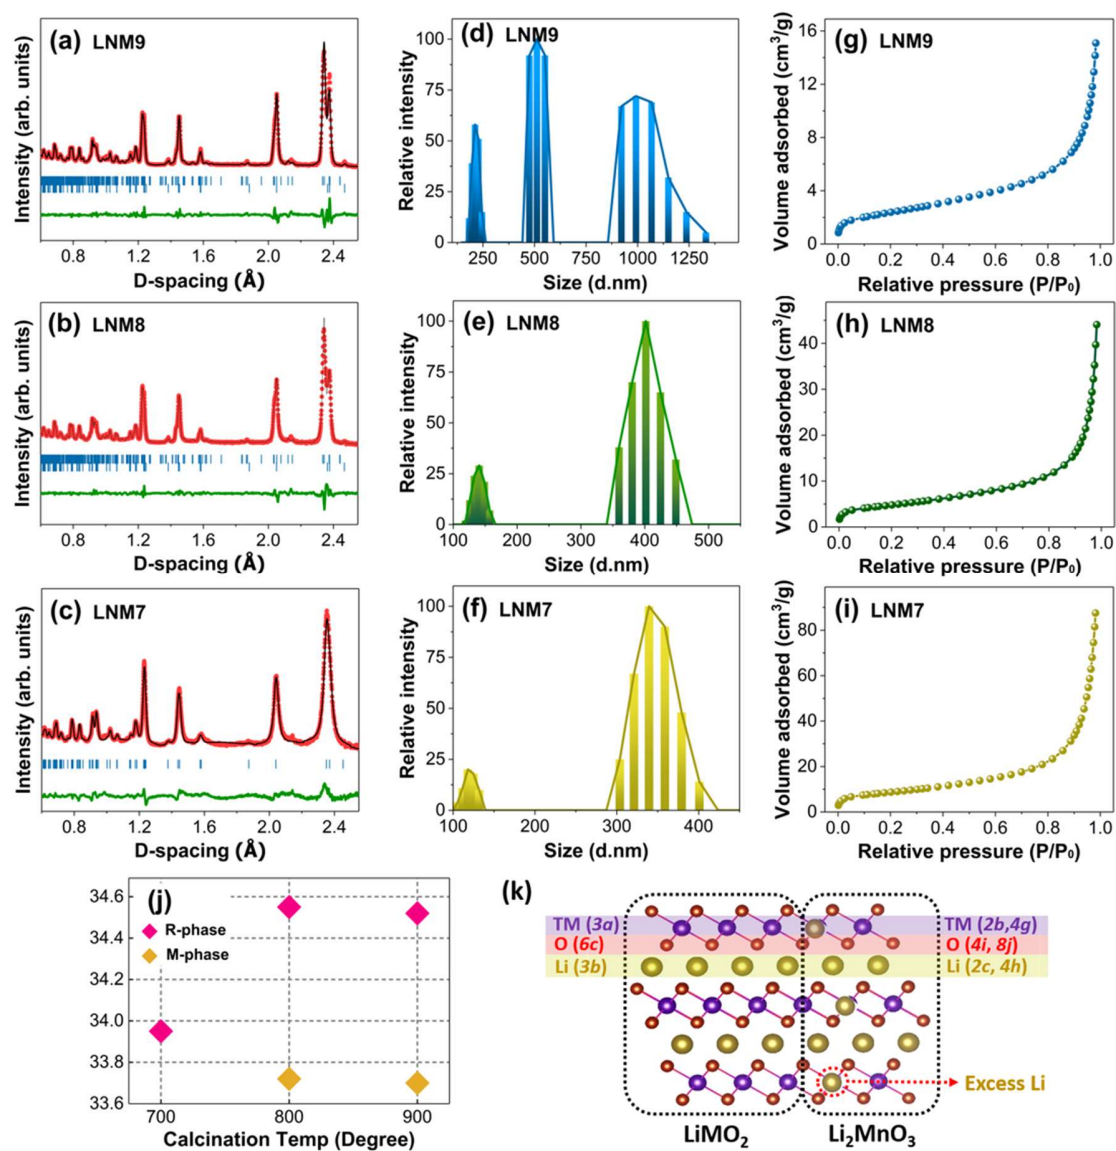 (a) LNM9
Intensity (arb. units)
0.8 1.2 1.6 2.0 2.4
D-spacing (Å)
(d) LNM9
Relative intensity
100
75
50
25
0
250 500 750 1000 1250
Size (d.nm)
(g) LNM9
Volume adsorbed (cm³/g)
16
12
8
4
0
0.0 0.2 0.4 0.6 0.8 1.0
Relative pressure (P/P₀)
(b) LNM8
Intensity (arb. units)
0.8 1.2 1.6 2.0 2.4
D-spacing (Å)
(e) LNM8
Relative intensity
100
75
50
25
0
100 200 300 400 500
Size (d.nm)
(h) LNM8
Volume adsorbed (cm³/g)
40
30
20
10
0
0.0 0.2 0.4 0.6 0.8 1.0
Relative pressure (P/P₀)
(c) LNM7
Intensity (arb. units)
0.8 1.2 1.6 2.0 2.4
D-spacing (Å)
(f) LNM7
Relative intensity
100
75
50
25
0
100 200 300 400
Size (d.nm)
(i) LNM7
Volume adsorbed (cm³/g)
80
60
40
20
0
0.0 0.2 0.4 0.6 0.8 1.0
Relative pressure (P/P₀)
(j)
R-phase
M-phase
34.6
34.4
34.2
34.0
33.8
33.6
700 800 900
Calcination Temp (Degree)
(k)
TM (3a) TM (2b,4g)
O (6c) O (4i, 8j)
Li (3b) Li (2c, 4h)
Excess Li
LiMO₂ Li₂MnO₃